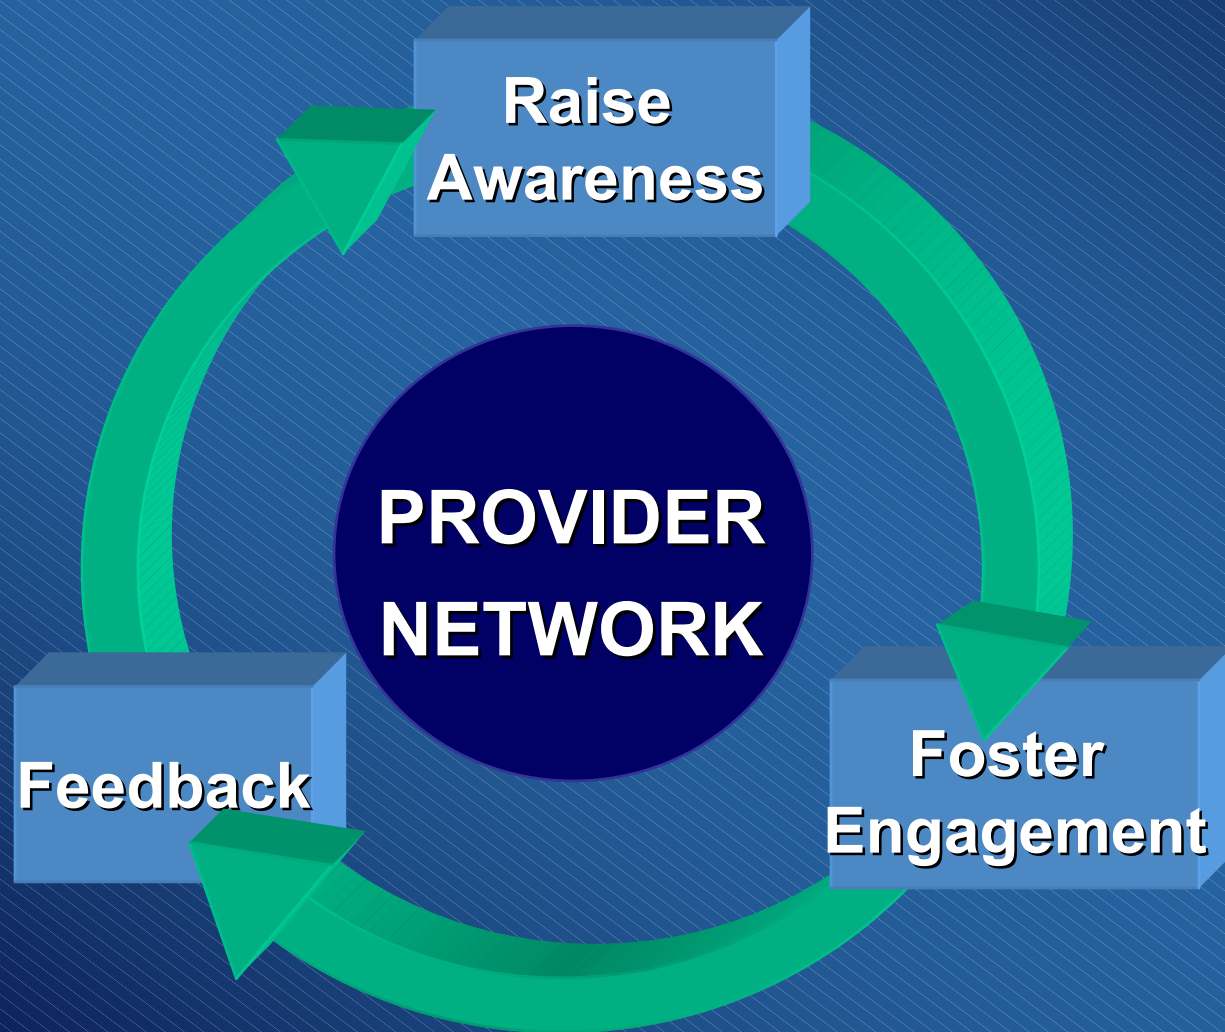 Raise
Awareness
PROVIDER
NETWORK
Foster
Engagement
Feedback